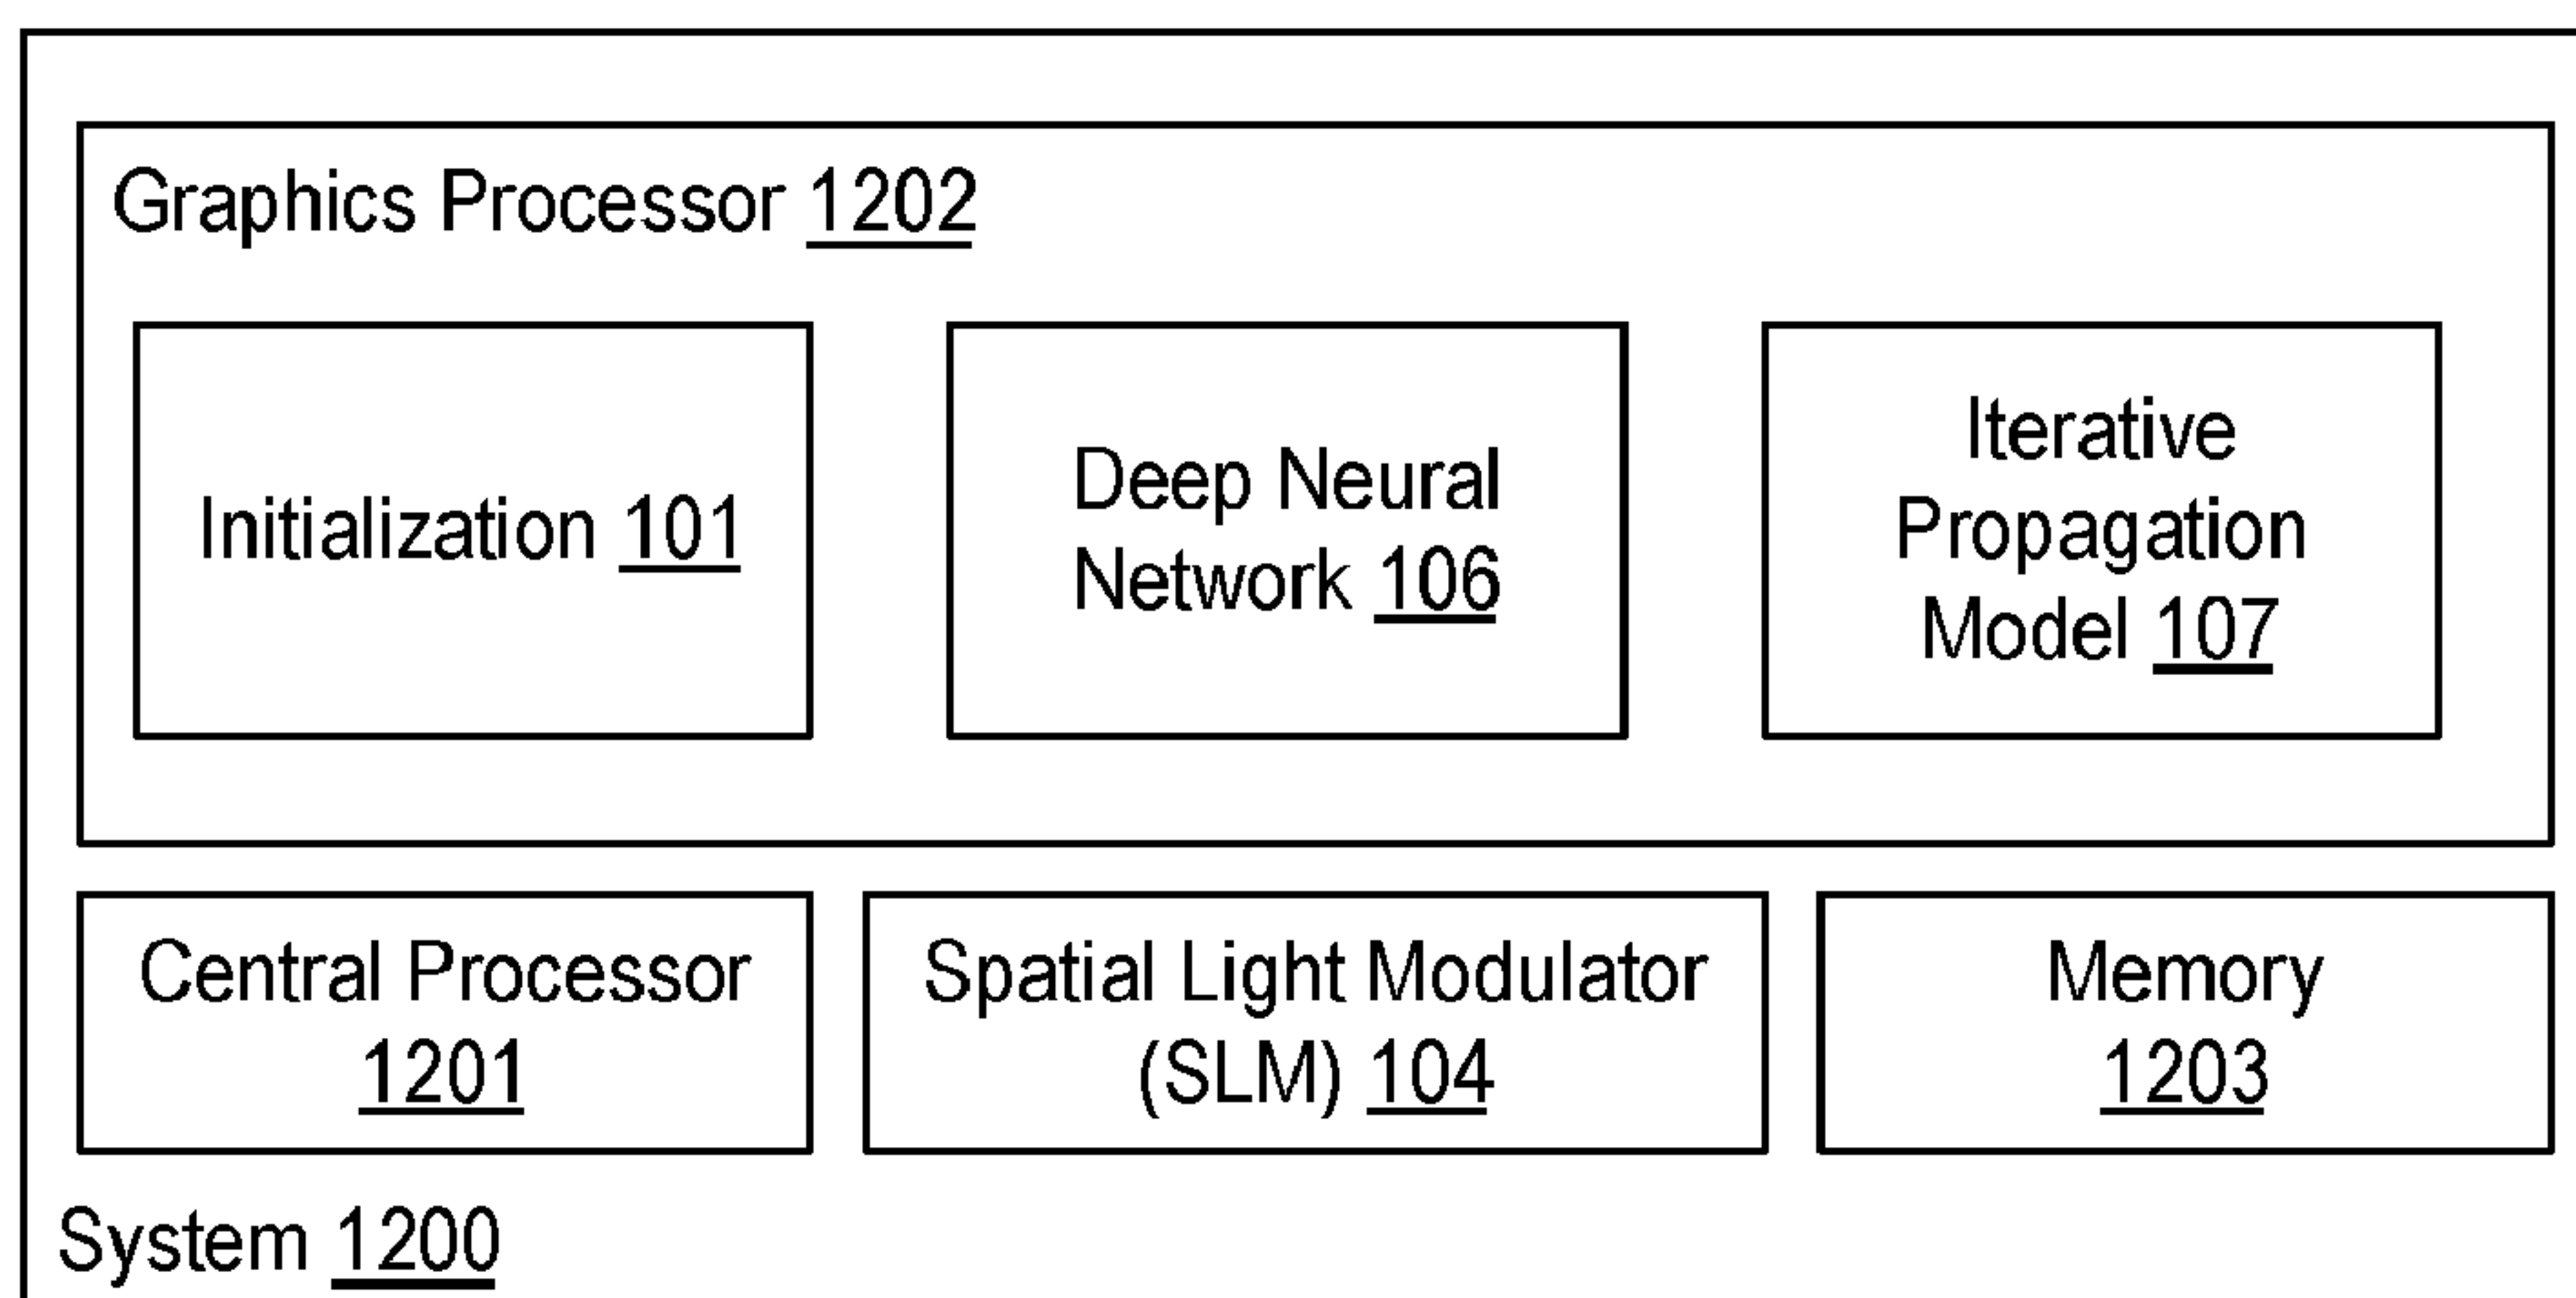 Graphics Processor 1202
Initialization 101
Deep Neural
Network 106
Iterative
Propagation
Model 107
Central Processor
1201
Spatial Light Modulator
(SLM) 104
Memory
1203
System 1200